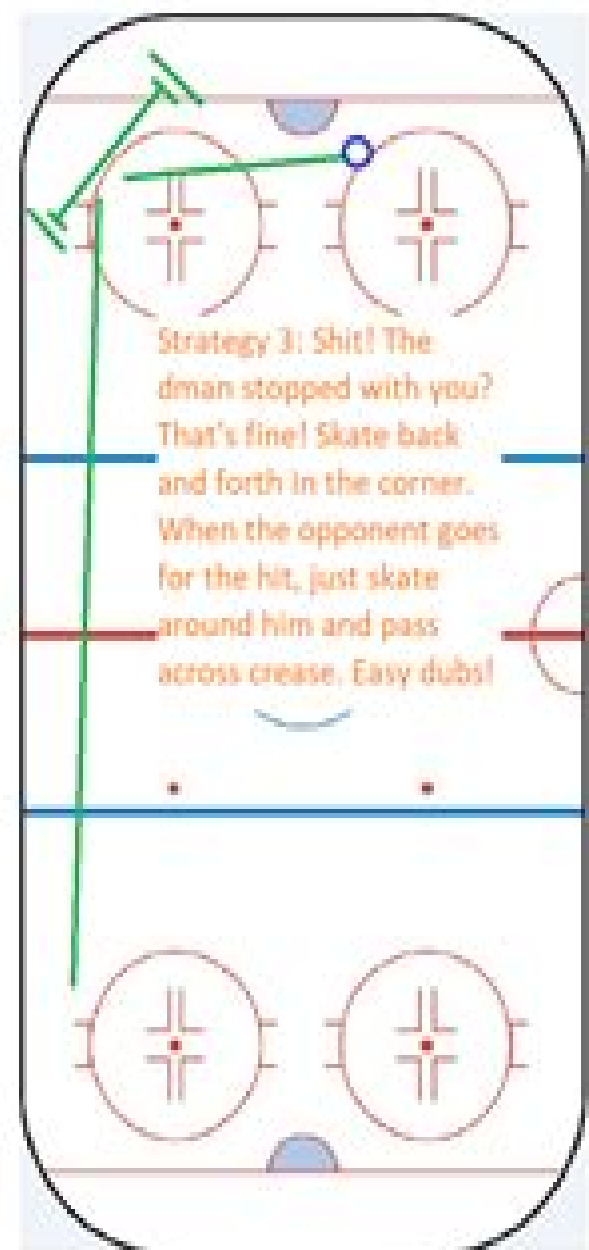 Strategy 3: Shit! The
dman stopped with you?
That's fine! Skate back
and forth in the corner.
When the opponent goes
for the hit, just skate
around him and pass
across crease. Easy dubs!